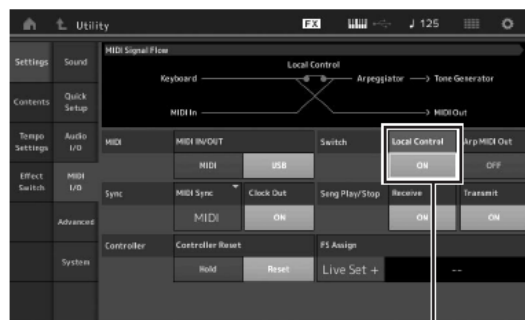 Utility
FX
125
Settings
Sound
MIDI Signal Flow
Local Control
Keyboard
Arpeggiator
Tone Generator
MIDI In
MIDI Out
Contents
Quick Setup
Tempo Settings
Audio I/O
MIDI
MIDI IN/OUT
Switch
Local Control
Arp MIDI Out
MIDI
USB
ON
OFF
Effect Switch
MIDI I/O
Sync
MIDI Sync
Clock Out
Song Play/Stop
Receive
Transmit
MIDI
ON
ON
ON
Advanced
System
Controller
Controller Reset
FS Assign
Hold
Reset
Live Set +
--